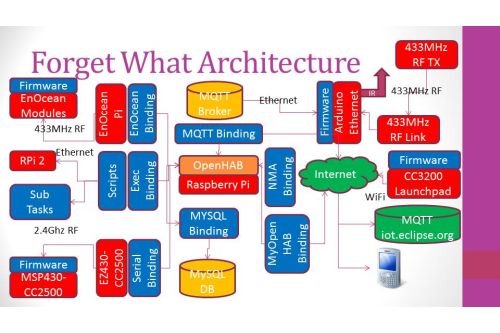 Forget What Architecture
433MHz
RF TX
Firmware
EnOcean
Modules
EnOcean
Pi
EnOcean
Binding
MQTT
Broker
Ethernet
Firmware
Arduino
Ethernet
IR
433MHz RF
433MHz RF
433MHz
RF Link
MQTT Binding
Ethernet
RPi 2
Scripts
Exec
Binding
OpenHAB
Raspberry Pi
NMA
Binding
Internet
Firmware
CC3200
Launchpad
WiFi
Sub
Tasks
2.4Ghz RF
MYSQL
Binding
MyOpen
HAB
Binding
MQTT
iot.eclipse.org
Firmware
MSP430-
CC2500
EZ430-
CC2500
Serial
Binding
MySQL
DB